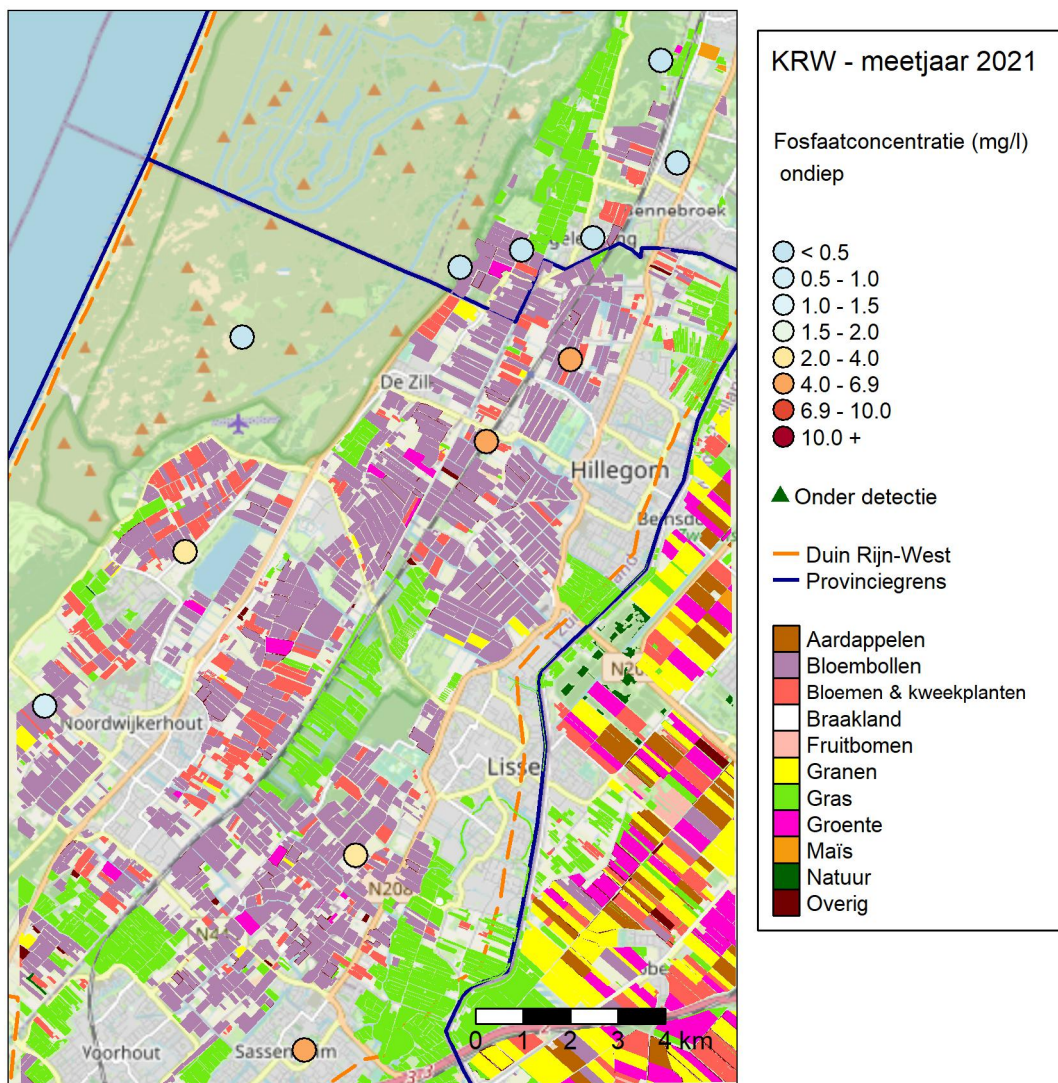 KRW - meetjaar 2021
Fosfaatconcentratie (mg/l)
ondiep
< 0.5
0.5 - 1.0
1.0 - 1.5
1.5 - 2.0
2.0 - 4.0
4.0 - 6.9
6.9 - 10.0
10.0 +
Onder detectie
Duin Rijn-West
Provinciegrens
Aardappelen
Bloembollen
Bloemen & kweekplanten
Braakland
Fruitbomen
Granen
Gras
Groente
Maïs
Natuur
Overig
Bennebroek
De Zilk
Hillegom
Noordwijkerhout
Lisse
N208
Voorhout
0 1 2 3 4 km